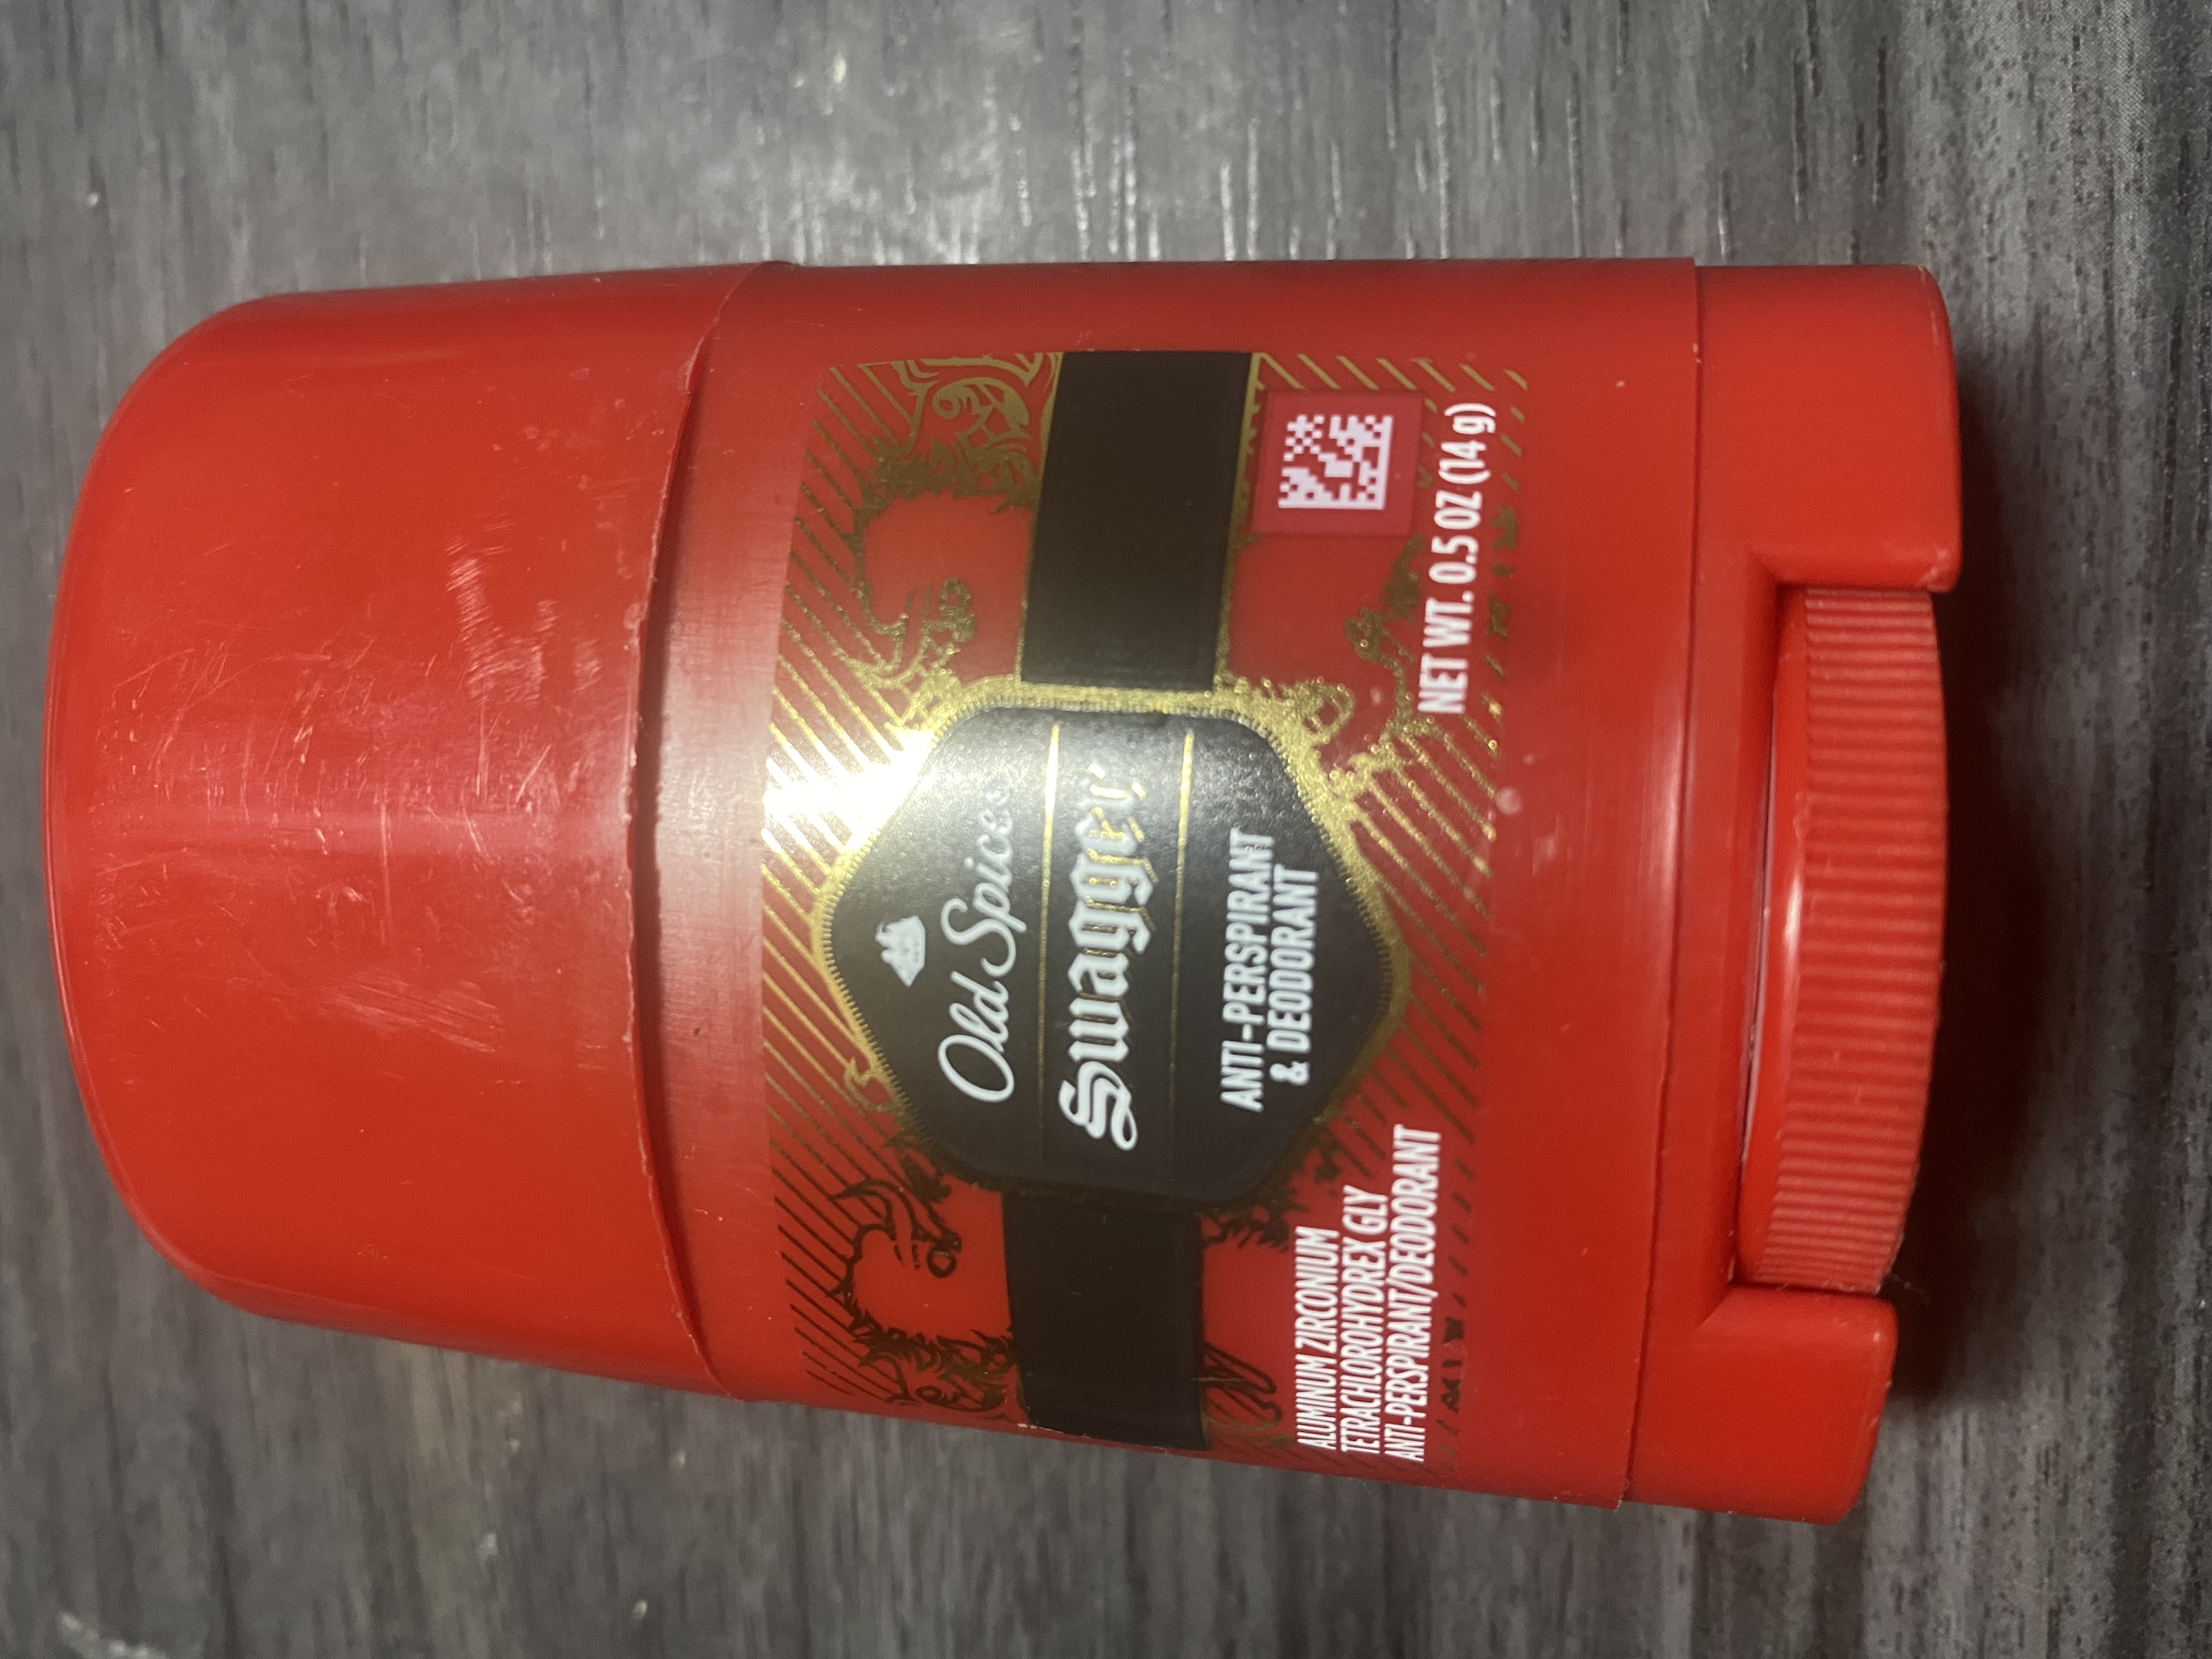 Old Spice
Swagger
ANTI-PERSPIRANT
& DEODORANT
ALUMINUM ZIRCONIUM
TETRACHLOROHYDREX GLY
ANTI-PERSPIRANT/DEODORANT
NET WT. 0.5 OZ (14 g)